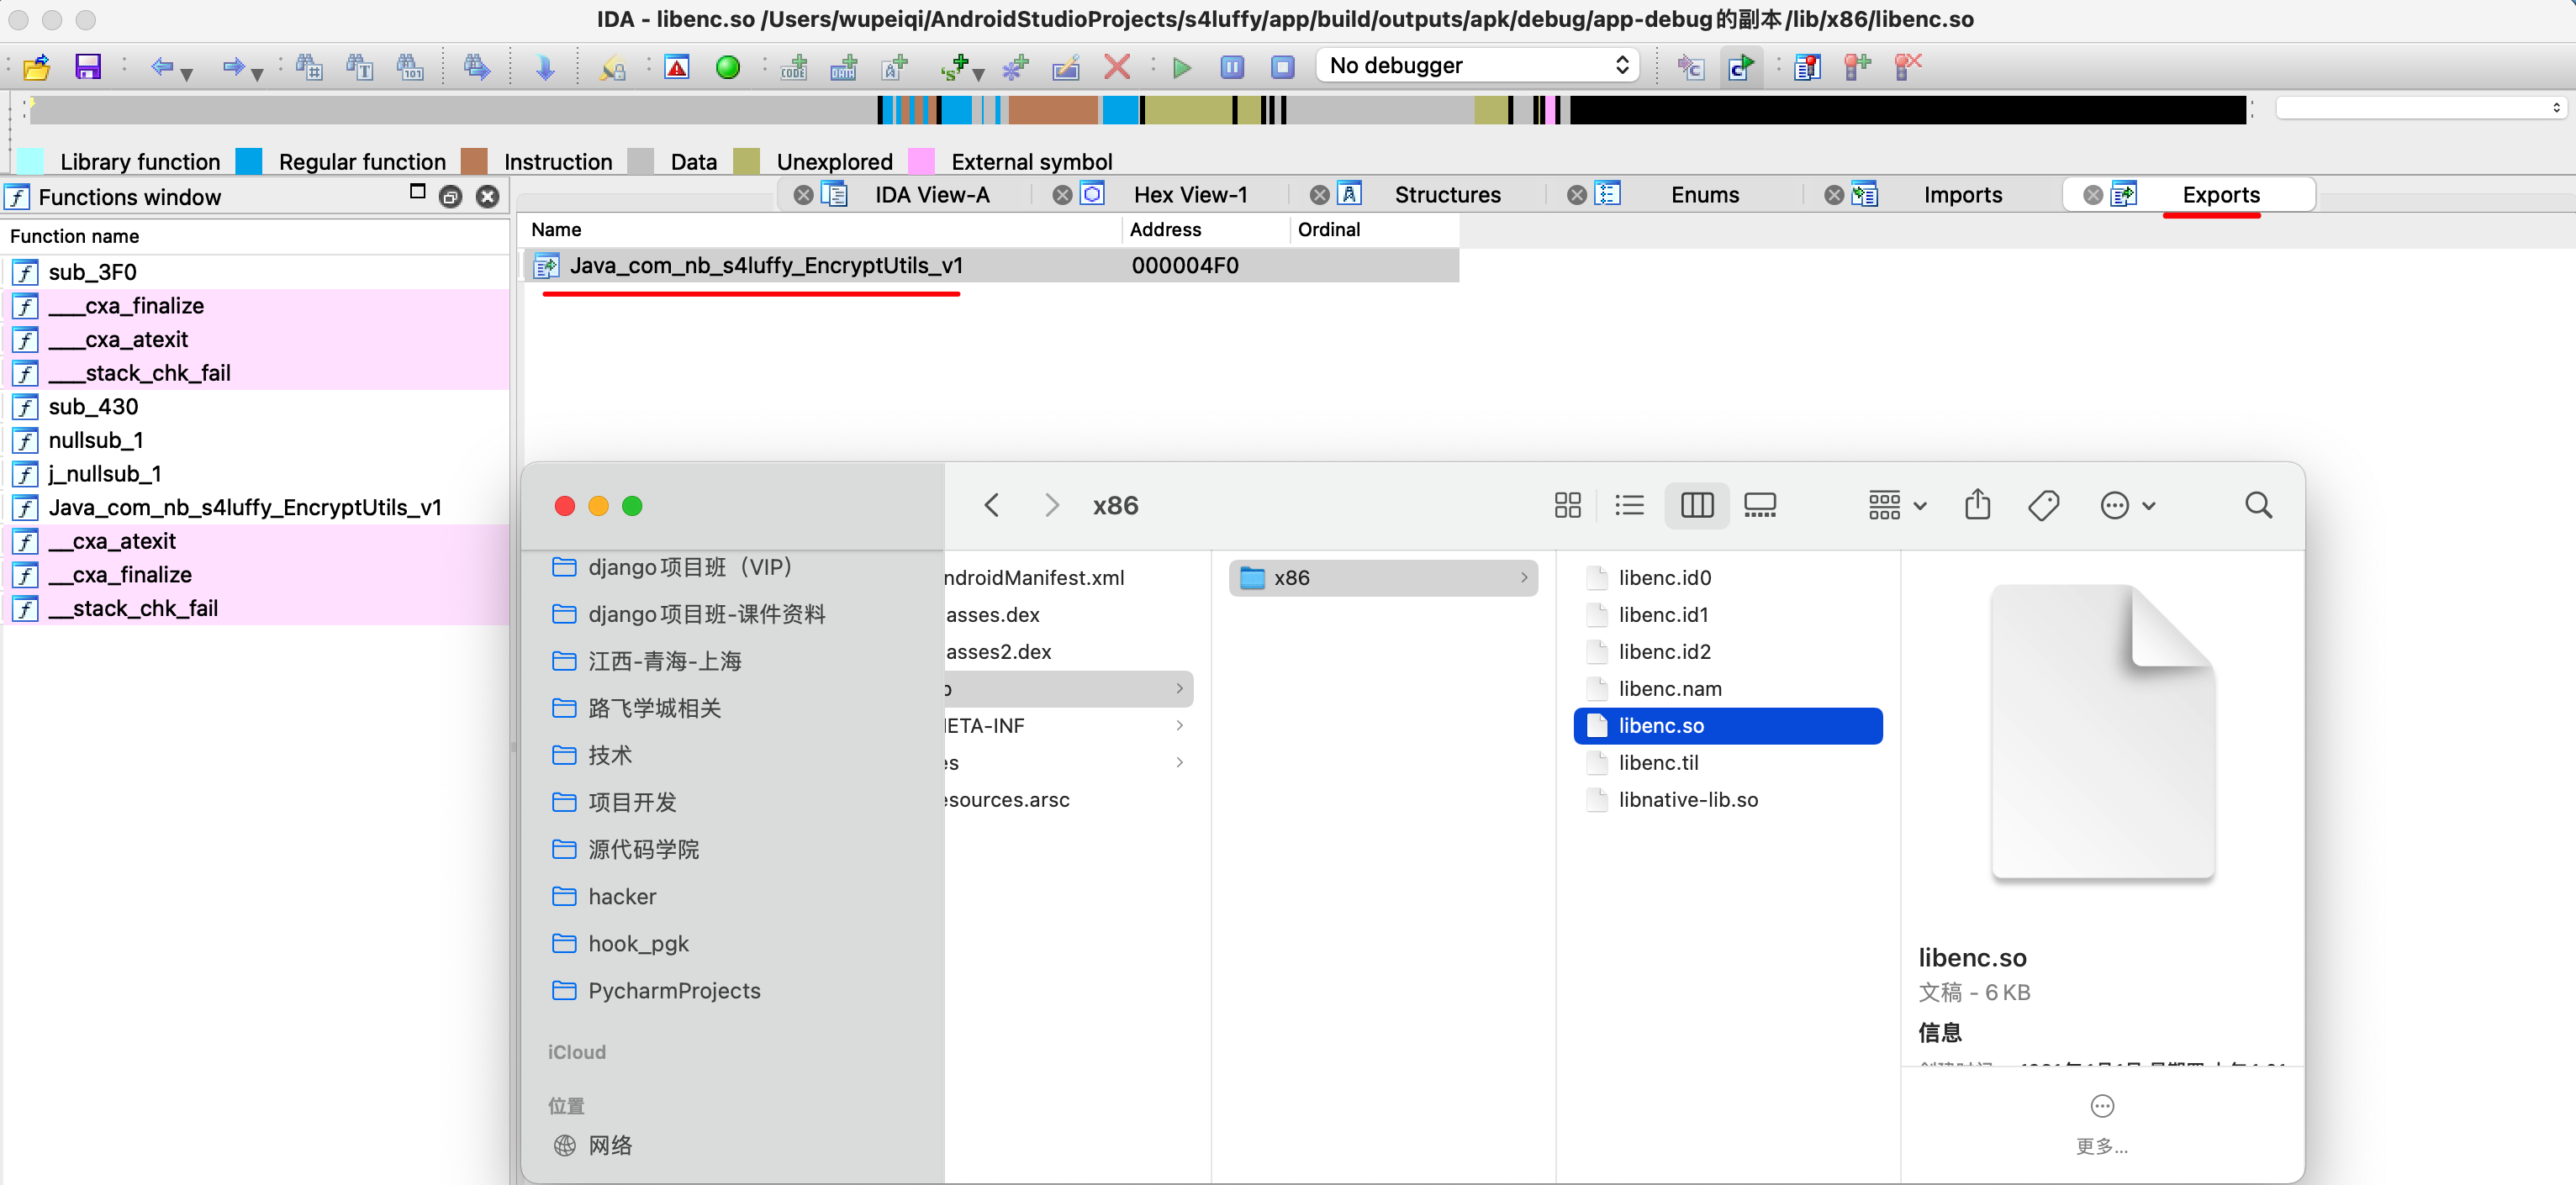 IDA - libenc.so /Users/wupeiqi/AndroidStudioProjects/s4luffy/app/build/outputs/apk/debug/app-debug的副本/lib/x86/libenc.so
No debugger
Library function Regular function Instruction Data Unexplored External symbol
Functions window
IDA View-A Hex View-1 Structures Enums Imports Exports
Function name
sub_3F0
___cxa_finalize
___cxa_atexit
___stack_chk_fail
sub_430
nullsub_1
j_nullsub_1
Java_com_nb_s4luffy_EncryptUtils_v1
__cxa_atexit
__cxa_finalize
__stack_chk_fail
Name Address Ordinal
Java_com_nb_s4luffy_EncryptUtils_v1 000004F0
x86
django项目班（VIP）
django项目班-课件资料
江西-青海-上海
路飞学城相关
技术
项目开发
源代码学院
hacker
hook_pgk
PycharmProjects
iCloud
位置
网络
ndroidManifest.xml
asses.dex
asses2.dex
ETA-INF
es
esources.arsc
x86
libenc.id0
libenc.id1
libenc.id2
libenc.nam
libenc.so
libenc.til
libnative-lib.so
libenc.so
文稿 - 6 KB
信息
更多...